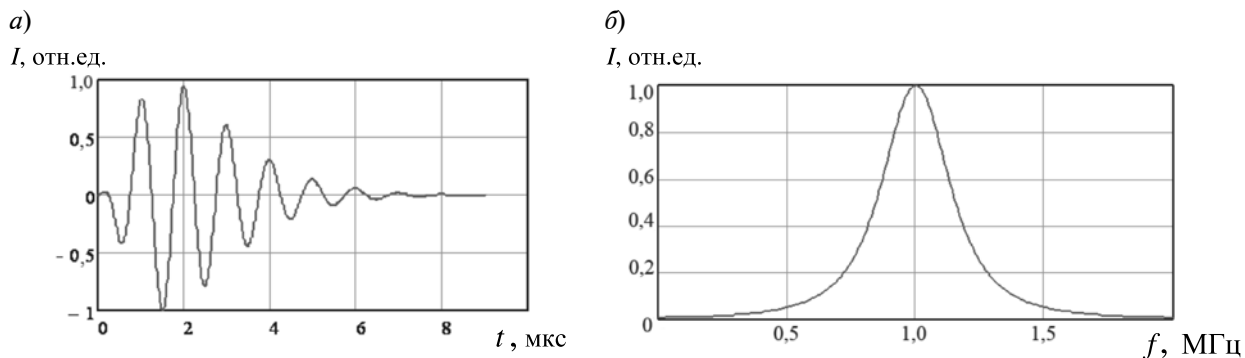 а)
I, отн.ед.
1,0
0,5
0
- 0,5
– 1
0 2 4 6 8
t , мкс
б)
I, отн.ед.
1,0
0,8
0,6
0,4
0,2
0
0,5 1,0 1,5
f, МГц